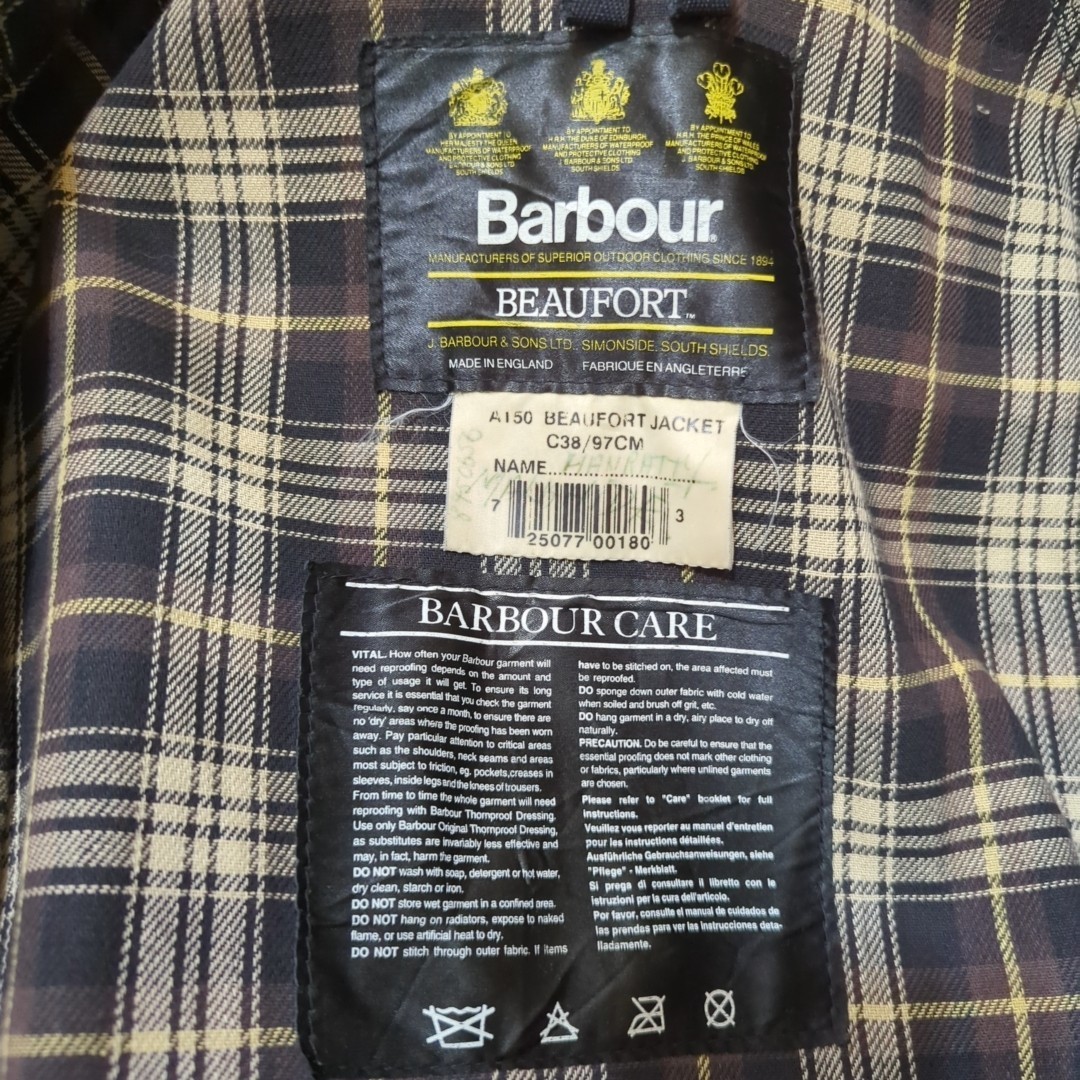 BY APPOINTMENT TO
HER MAJESTY THE QUEEN
MANUFACTURERS OF WATERPROOF
AND PROTECTIVE CLOTHING
J. BARBOUR & SONS LTD
SOUTH SHIELDS
BY APPOINTMENT TO
H.R.H. THE DUKE OF EDINBURGH
MANUFACTURERS OF WATERPROOF
AND PROTECTIVE CLOTHING
J. BARBOUR & SONS LTD
SOUTH SHIELDS
BY APPOINTMENT TO
H.R.H. THE PRINCE OF WALES
MANUFACTURERS OF WATERPROOF
AND PROTECTIVE CLOTHING
J. BARBOUR & SONS LTD
SOUTH SHIELDS
Barbour®
MANUFACTURERS OF SUPERIOR OUTDOOR CLOTHING SINCE 1894
BEAUFORT™
J. BARBOUR & SONS LTD., SIMONSIDE, SOUTH SHIELDS.
MADE IN ENGLAND FABRIQUE EN ANGLETERRE
A150 BEAUFORT JACKET
C38/97CM
NAME
7 25077 00180 3
BARBOUR CARE
VITAL. How often your Barbour garment will
need reproofing depends on the amount and
type of usage it will get. To ensure its long
service it is essential that you check the garment
regularly, say once a month, to ensure there are
no 'dry' areas where the proofing has been worn
away. Pay particular attention to critical areas
such as the shoulders, neck seams and areas
most subject to friction, eg. pockets, creases in
sleeves, inside legs and the knees of trousers.
From time to time the whole garment will need
reproofing with Barbour Thornproof Dressing.
Use only Barbour Original Thornproof Dressing,
as substitutes are invariably less effective and
may, in fact, harm the garment.
DO NOT wash with soap, detergent or hot water,
dry clean, starch or iron.
DO NOT store wet garment in a confined area.
DO NOT hang on radiators, expose to naked
flame, or use artificial heat to dry.
DO NOT stitch through outer fabric. If items
have to be stitched on, the area affected must
be reproofed.
DO sponge down outer fabric with cold water
when soiled and brush off grit, etc.
DO hang garment in a dry, airy place to dry off
naturally.
PRECAUTION. Do be careful to ensure that the
essential proofing does not mark other clothing
or fabrics, particularly where unlined garments
are chosen.
Please refer to "Care" booklet for full
instructions.
Veuillez vous reporter au manuel d'entretien
pour les instructions détaillées.
Ausführliche Gebrauchsanweisungen, siehe
"Pflege" - Merkblatt.
Si prega di consultare il libretto con le
istruzioni per la cura dell'articolo.
Por favor, consulte el manual de cuidados de
las prendas para ver las instrucciones deta-
lladamente.